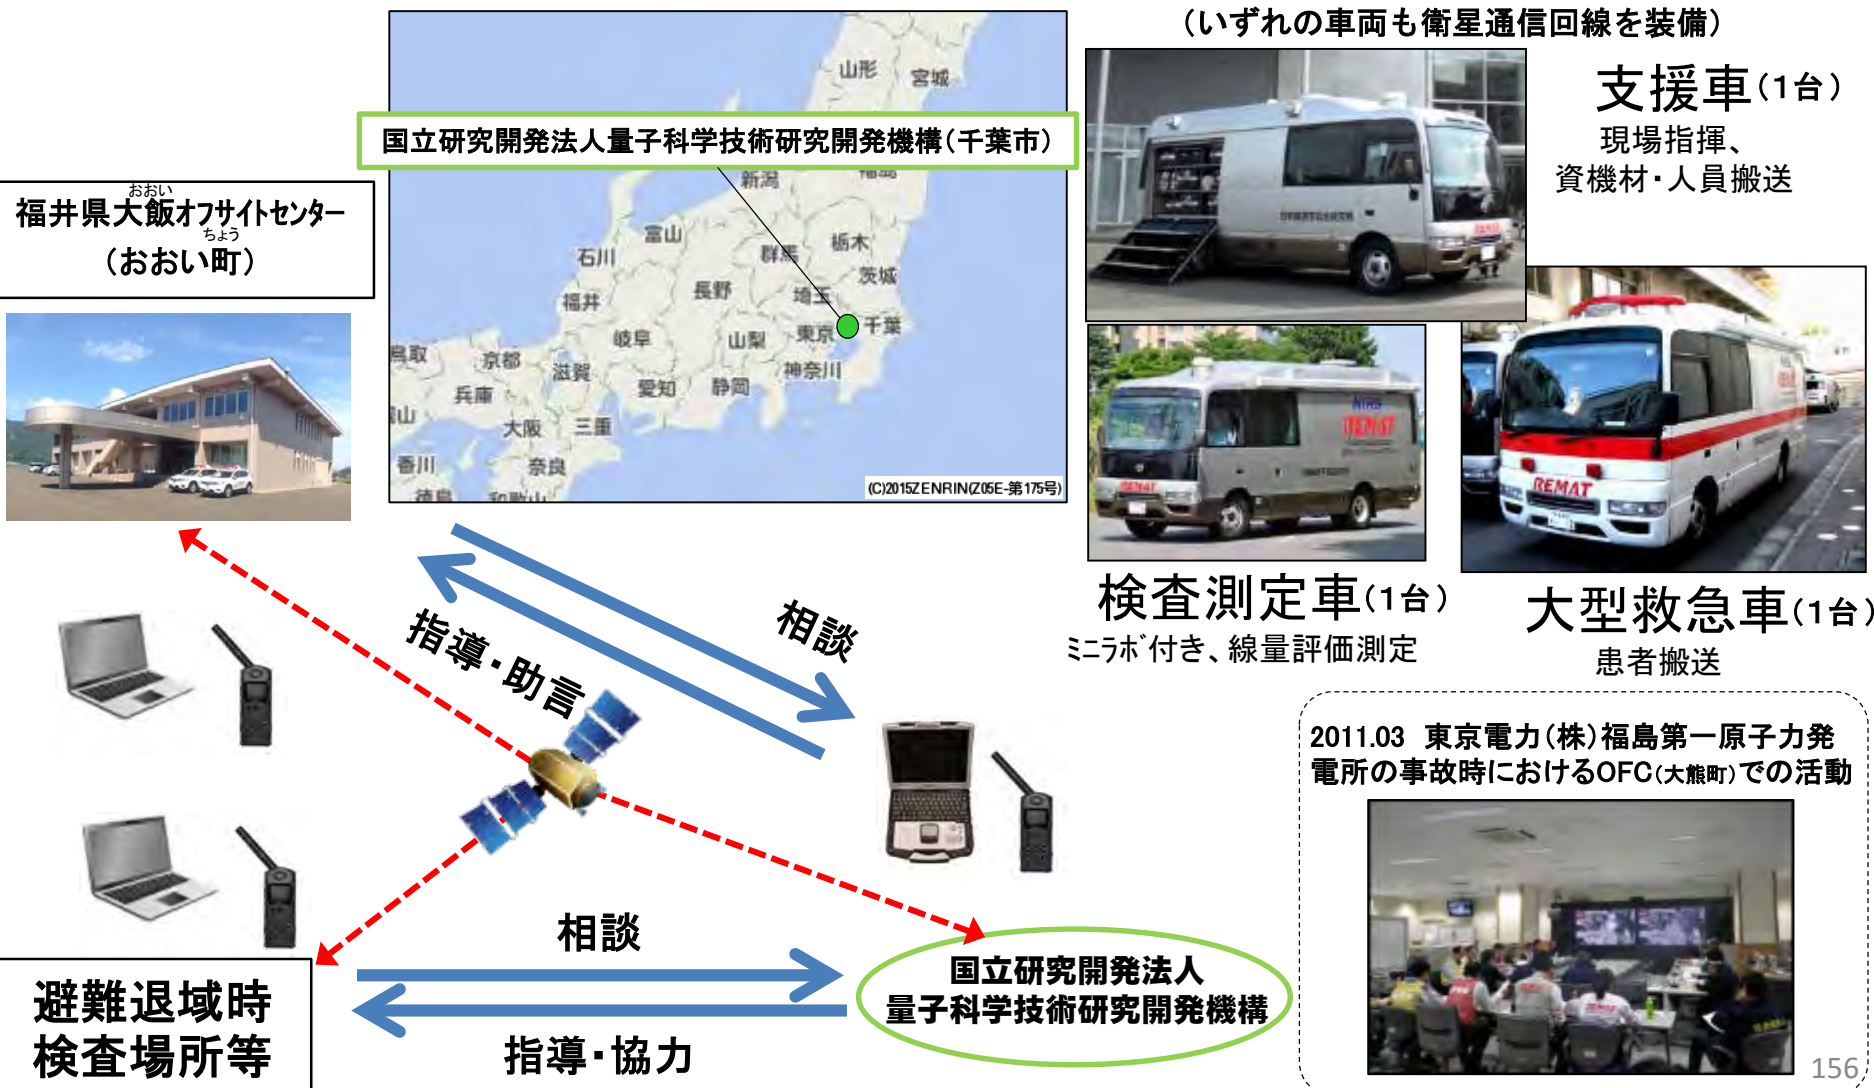 (いずれの車両も衛星通信回線を装備)
支援車(1台)
現場指揮、
資機材・人員搬送
国立研究開発法人量子科学技術研究開発機構(千葉市)
おおい
福井県大飯オフサイトセンター
ちょう
(おおい町)
山形
宮城
新潟
福島
富山
石川
群馬
栃木
茨城
福井
長野
埼玉
岐阜
山梨
東京
千葉
鳥取
京都
滋賀
神奈川
兵庫
愛知
静岡
大阪
三重
香川
奈良
徳島
和歌山
(C)2015ZENRIN(Z05E-第175号)
REMAT
NIRS
REMAT
REMAT
REMAT
検査測定車(1台)
ミニラボ付き、線量評価測定
大型救急車(1台)
患者搬送
相談
指導・助言
2011.03 東京電力(株)福島第一原子力発
電所の事故時におけるOFC(大熊町)での活動
相談
指導・協力
避難退域時
検査場所等
国立研究開発法人
量子科学技術研究開発機構
156